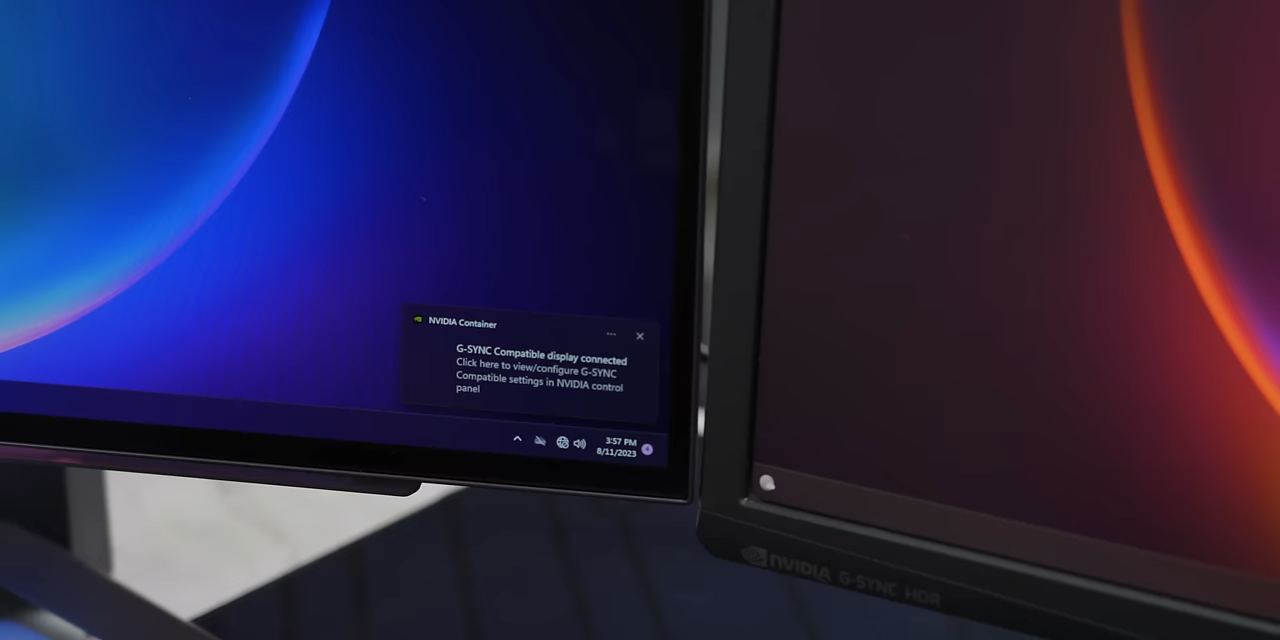 NVIDIA Container
G-SYNC Compatible display connected
Click here to view/configure G-SYNC
Compatible settings in NVIDIA control
panel
3:57 PM
8/11/2023
NVIDIA G-SYNC HDR